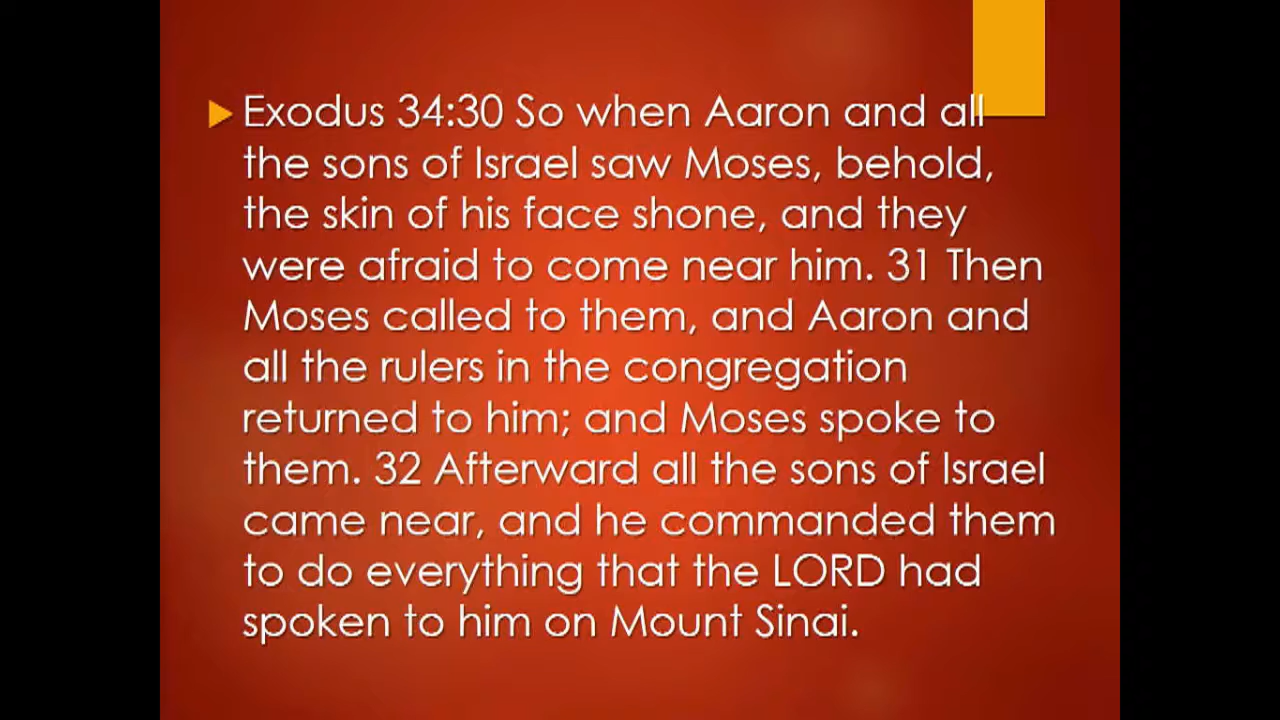 Exodus 34:30 So when Aaron and all
the sons of Israel saw Moses, behold,
the skin of his face shone, and they
were afraid to come near him. 31 Then
Moses called to them, and Aaron and
all the rulers in the congregation
returned to him; and Moses spoke to
them. 32 Afterward all the sons of Israel
came near, and he commanded them
to do everything that the LORD had
spoken to him on Mount Sinai.